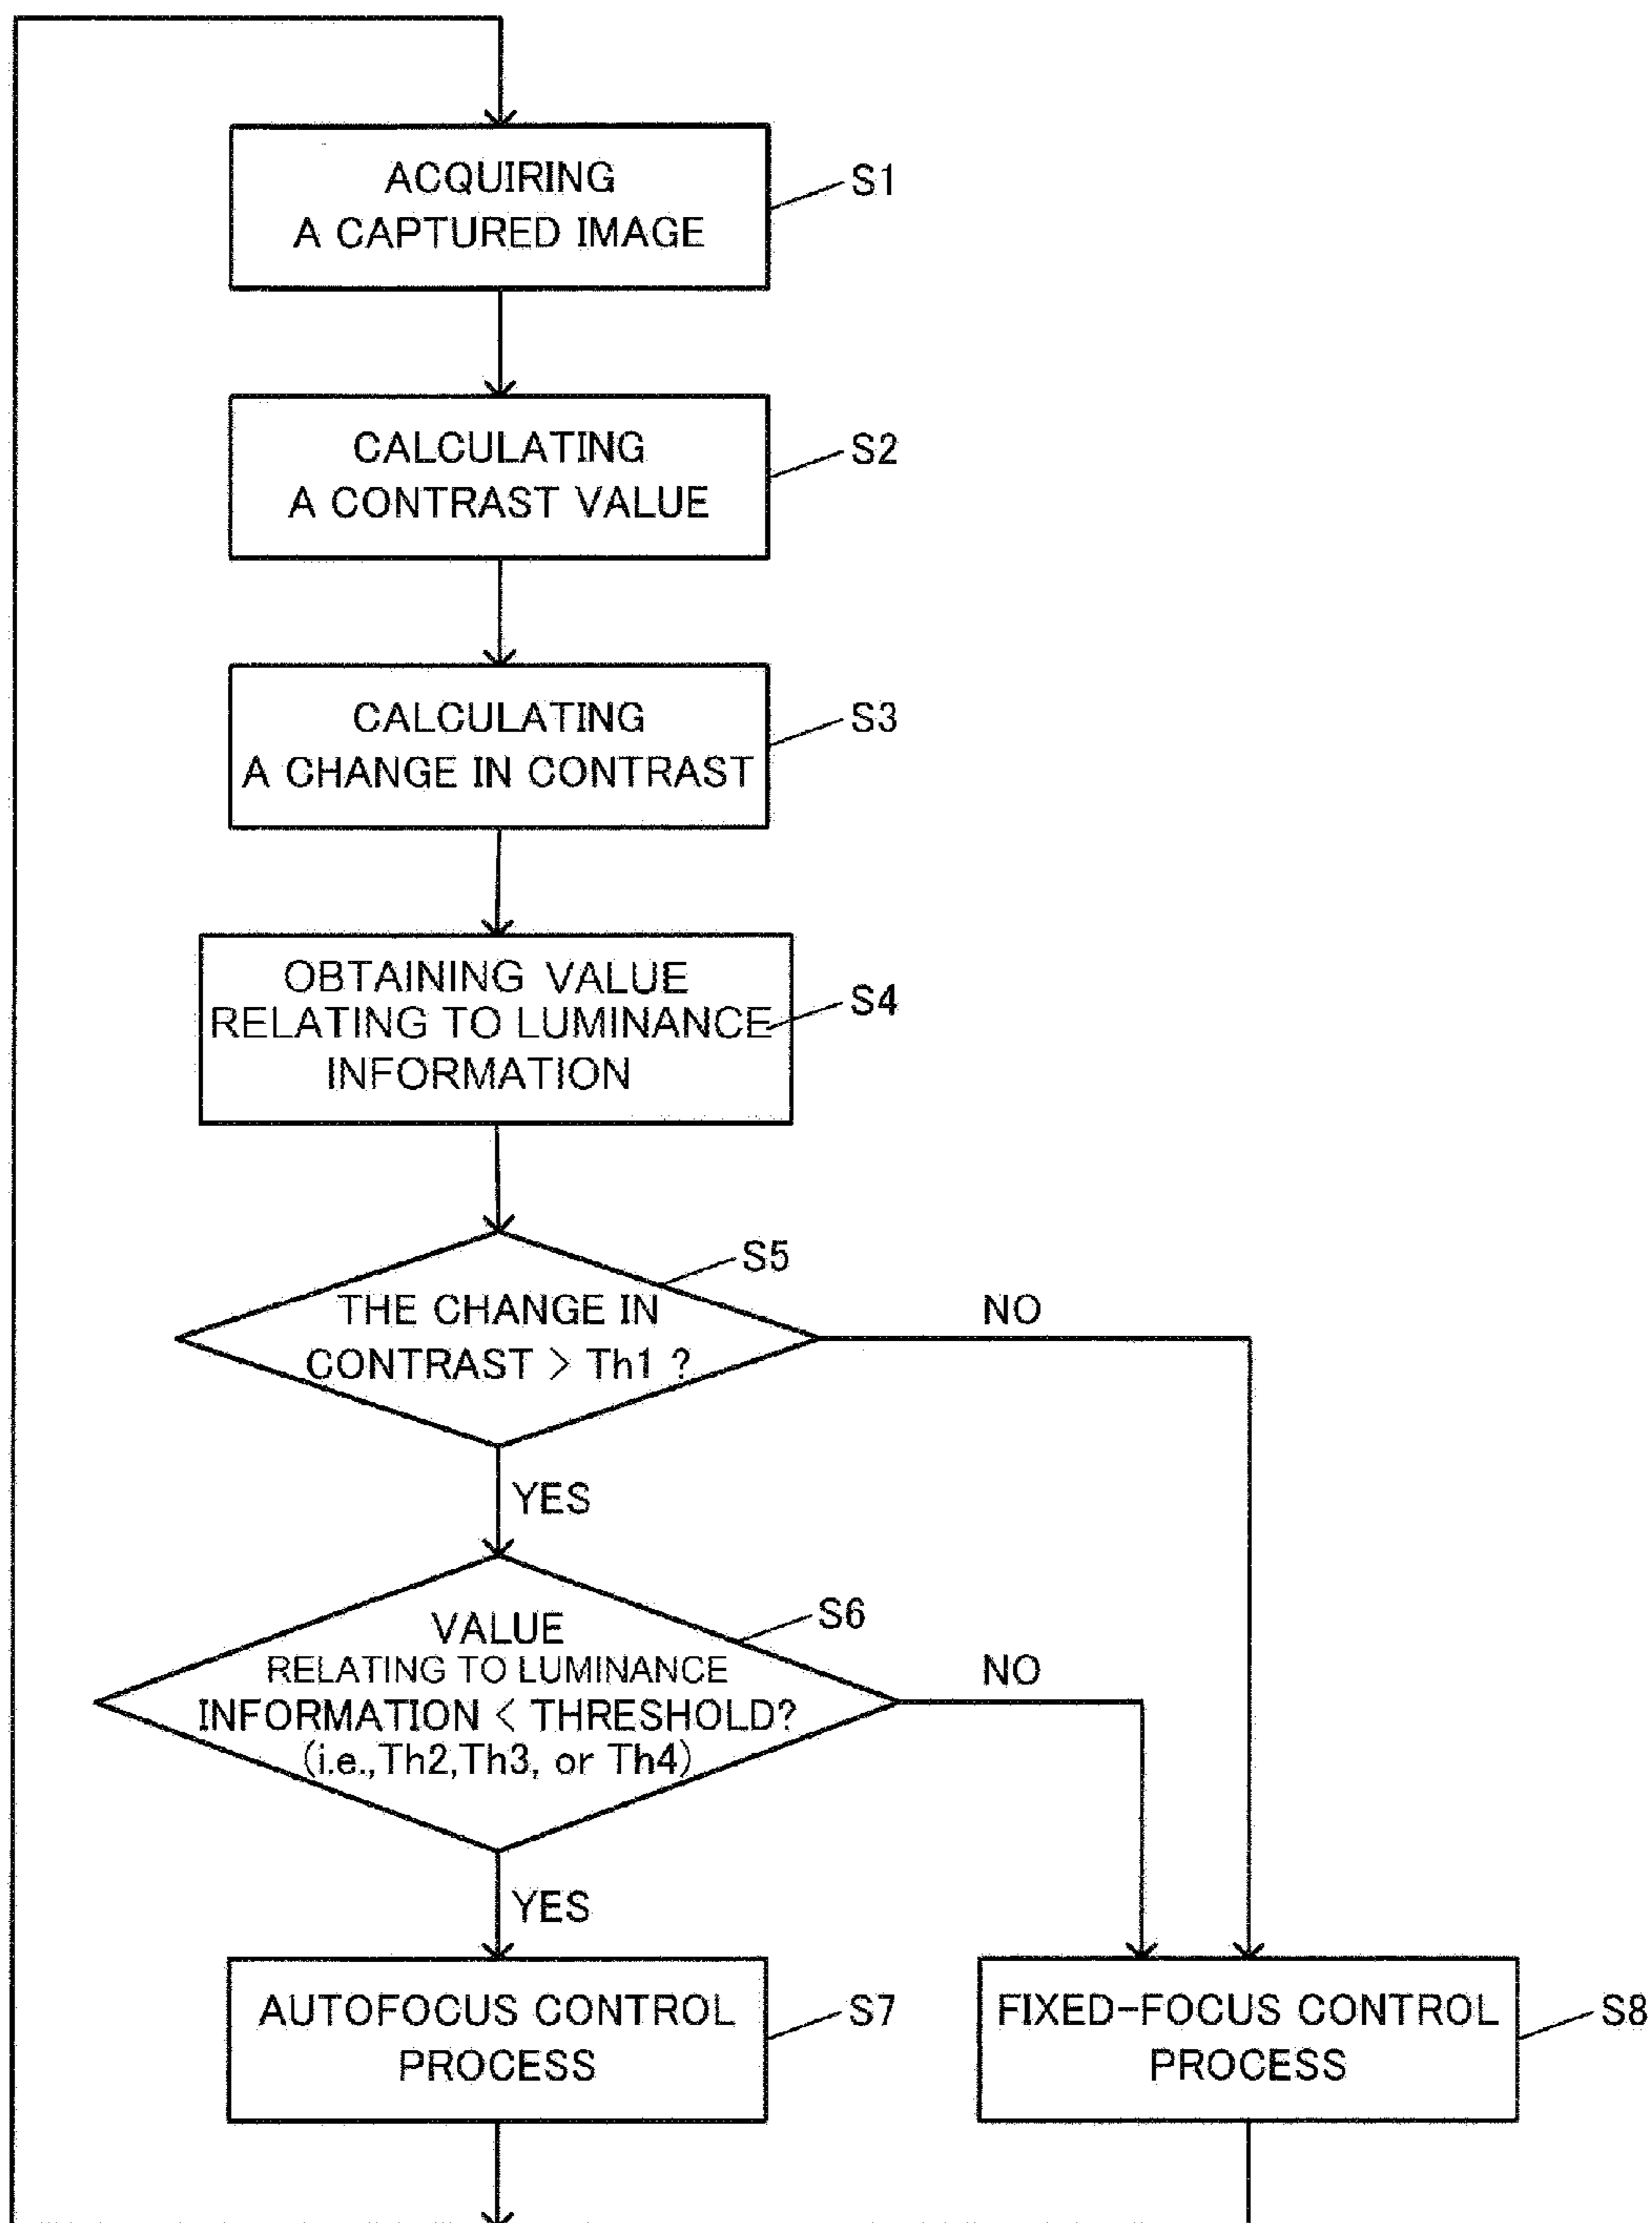 ACQUIRING
A CAPTURED IMAGE
S1
CALCULATING
A CONTRAST VALUE
S2
CALCULATING
A CHANGE IN CONTRAST
S3
OBTAINING VALUE
RELATING TO LUMINANCE
INFORMATION
S4
S5
THE CHANGE IN
CONTRAST > Th1 ?
NO
YES
S6
VALUE
RELATING TO LUMINANCE
INFORMATION < THRESHOLD?
(i.e.,Th2,Th3, or Th4)
NO
YES
AUTOFOCUS CONTROL
PROCESS
S7
FIXED-FOCUS CONTROL
PROCESS
S8